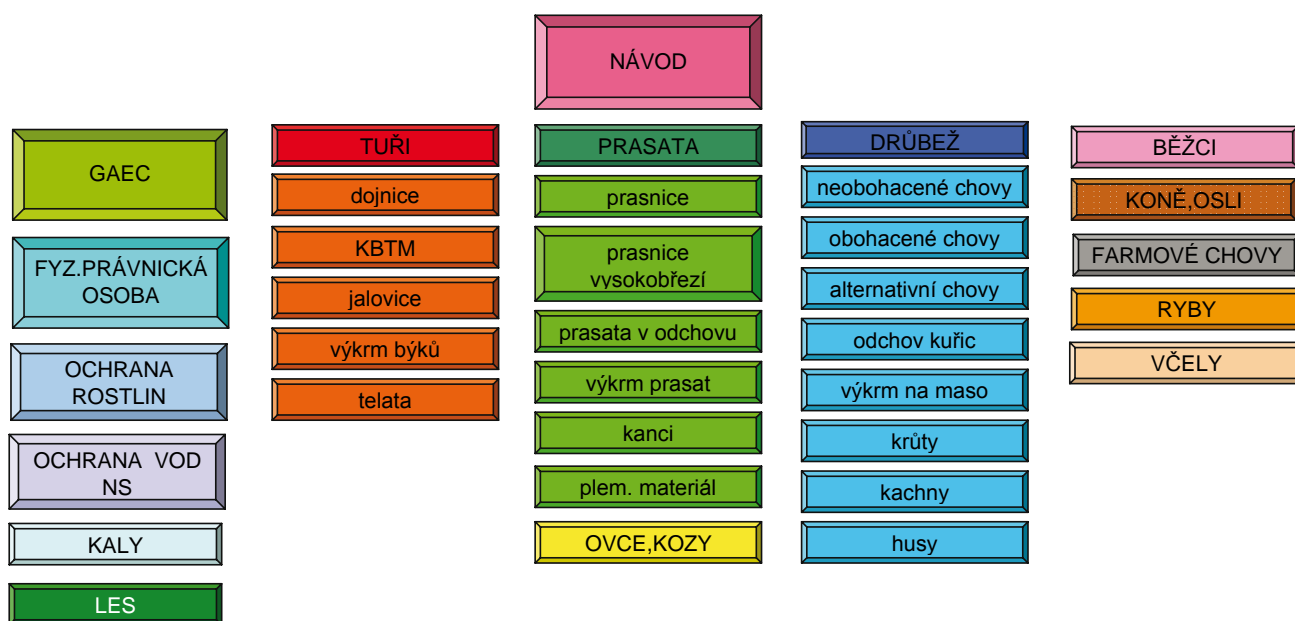 NÁVOD
GAEC
FYZ.PRÁVNICKÁ
OSOBA
OCHRANA
ROSTLIN
OCHRANA VOD
NS
KALY
LES
TUŘI
dojnice
KBTM
jalovice
výkrm býků
telata
PRASATA
prasnice
prasnice
vysokobřezí
prasata v odchovu
výkrm prasat
kanci
plem. materiál
OVCE,KOZY
DRŮBEŽ
neobohacené chovy
obohacené chovy
alternativní chovy
odchov kuřic
výkrm na maso
krůty
kachny
husy
BĚŽCI
KONĚ,OSLI
FARMOVÉ CHOVY
RYBY
VČELY